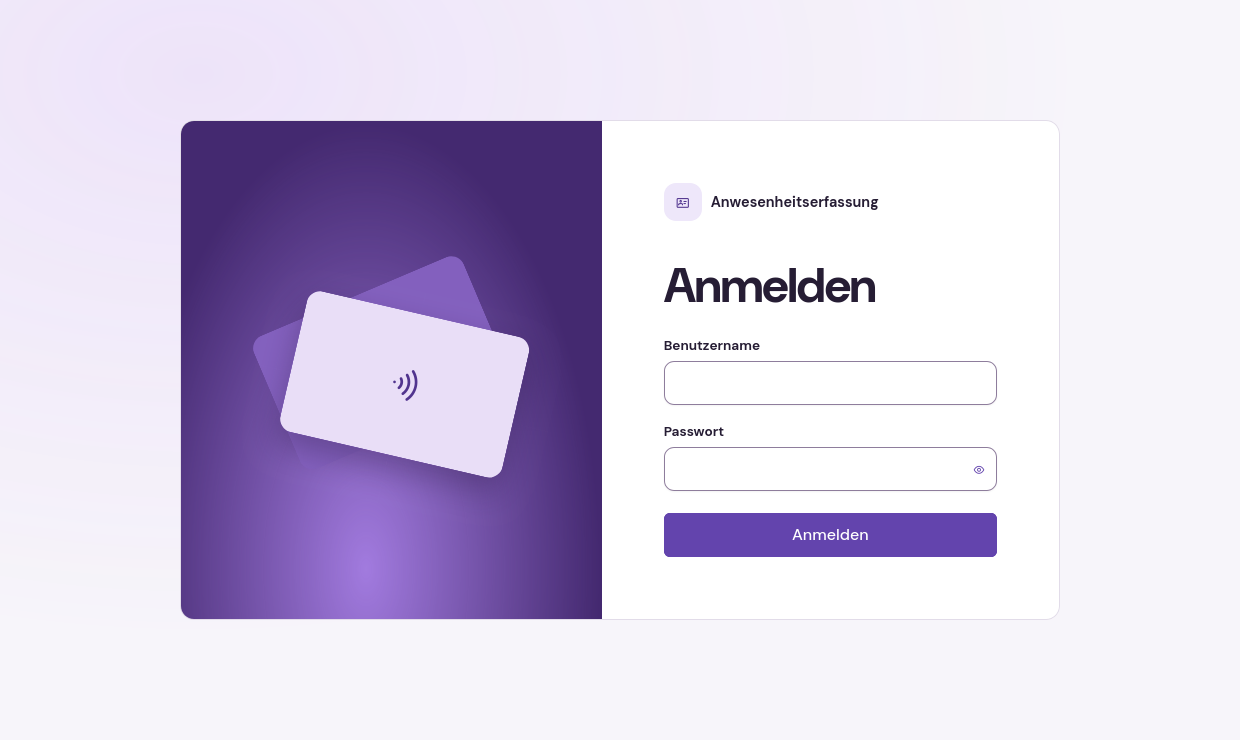 Anwesenheitserfassung
Anmelden
Benutzername
Passwort
Anmelden